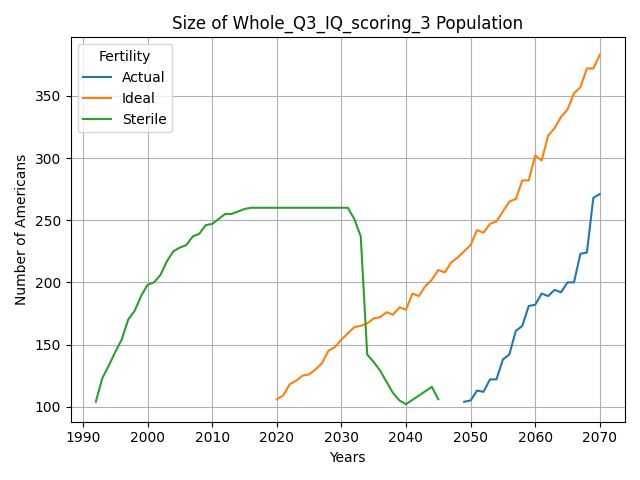 Size of Whole_Q3_IQ_scoring_3 Population
Fertility
Actual
Ideal
Sterile
Number of Americans
350
300
250
200
150
100
1990 2000 2010 2020 2030 2040 2050 2060 2070
Years